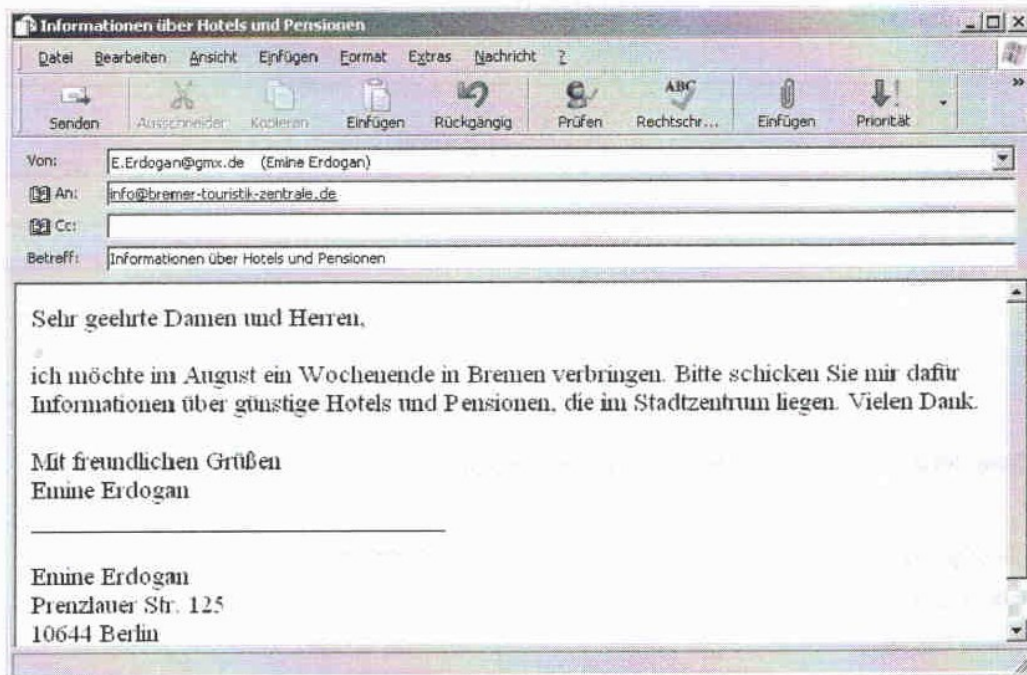 Informationen über Hotels und Pensionen
Datei Bearbeiten Ansicht Einfügen Format Extras Nachricht ?
Senden Ausschneiden Kopieren Einfügen Rückgängig Prüfen Rechtschr... Einfügen Priorität
Von: E.Erdogan@gmx.de (Emine Erdogan)
An: info@bremer-touristik-zentrale.de
Cc:
Betreff: Informationen über Hotels und Pensionen
Sehr geehrte Damen und Herren,
ich möchte im August ein Wochenende in Bremen verbringen. Bitte schicken Sie mir dafür
Informationen über günstige Hotels und Pensionen, die im Stadtzentrum liegen. Vielen Dank.
Mit freundlichen Grüßen
Emine Erdogan
Emine Erdogan
Prenzlauer Str. 125
10644 Berlin